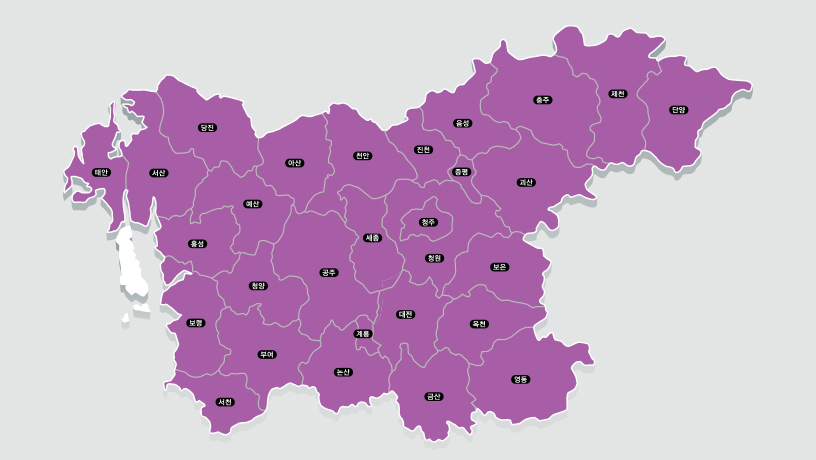 제천
충주
단양
음성
당진
진천
천안
아산
증평
태안
서산
괴산
예산
청주
세종
홍성
청원
보은
공주
청양
대전
보령
옥천
계룡
부여
논산
영동
금산
서천